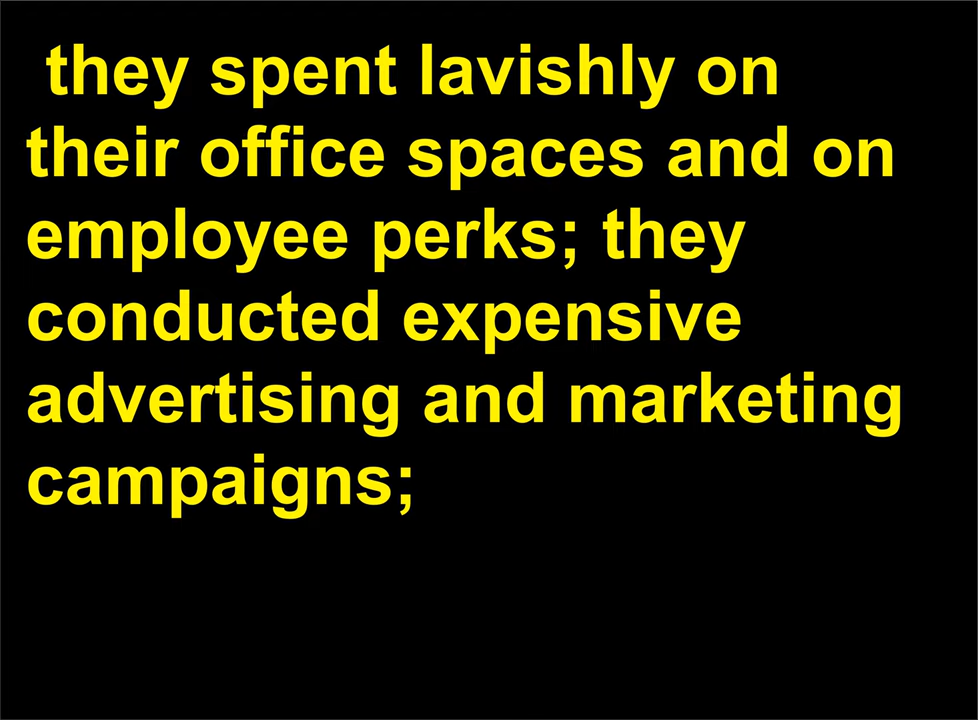 they spent lavishly on
their office spaces and on
employee perks; they
conducted expensive
advertising and marketing
campaigns;